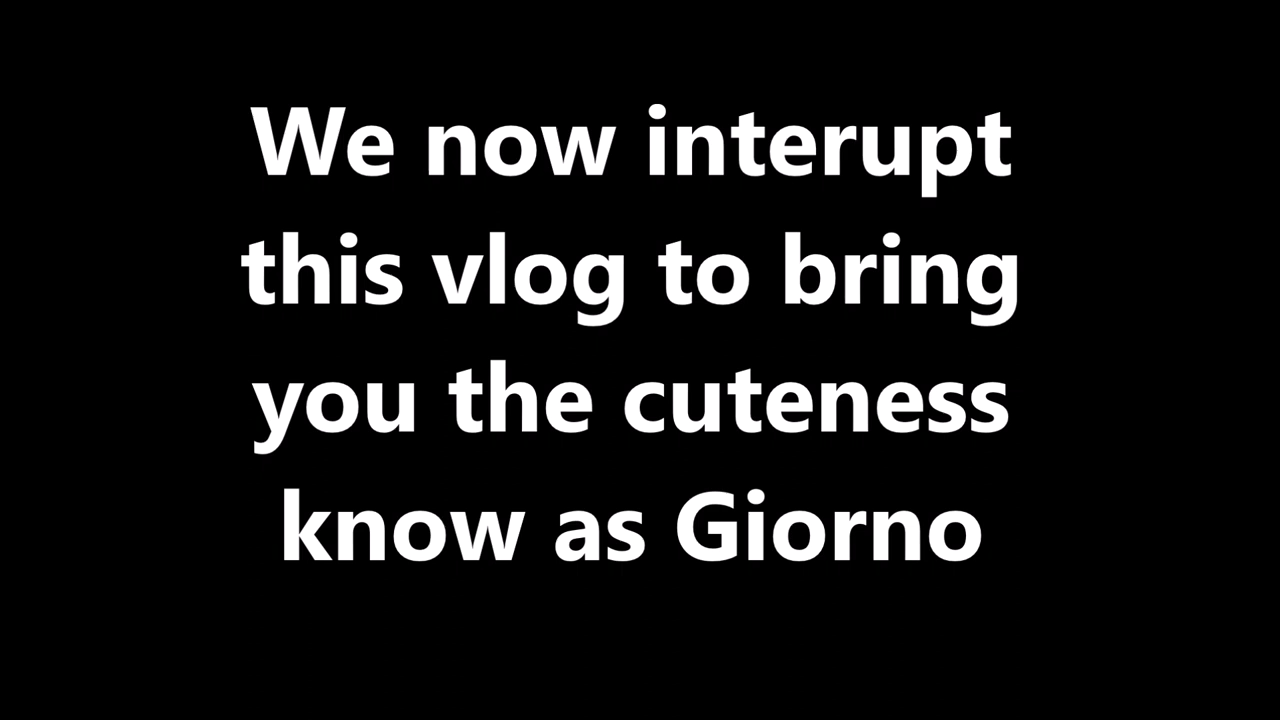 We now interupt
this vlog to bring
you the cuteness
know as Giorno